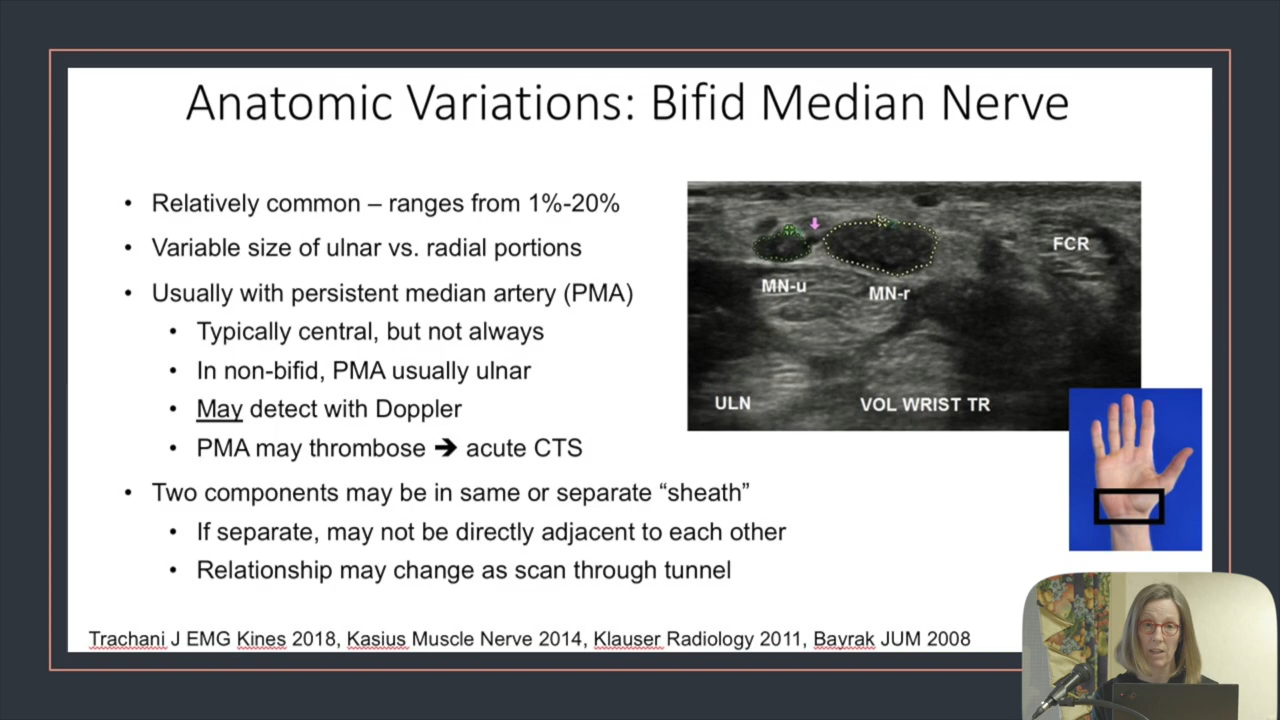 Anatomic Variations: Bifid Median Nerve
• Relatively common – ranges from 1%-20%
• Variable size of ulnar vs. radial portions
• Usually with persistent median artery (PMA)
• Typically central, but not always
• In non-bifid, PMA usually ulnar
• May detect with Doppler
• PMA may thrombose ➔ acute CTS
• Two components may be in same or separate “sheath”
• If separate, may not be directly adjacent to each other
• Relationship may change as scan through tunnel
FCR
MN-u
MN-r
ULN
VOL WRIST TR
Trachani J EMG Kines 2018, Kasius Muscle Nerve 2014, Klauser Radiology 2011, Bayrak JUM 2008